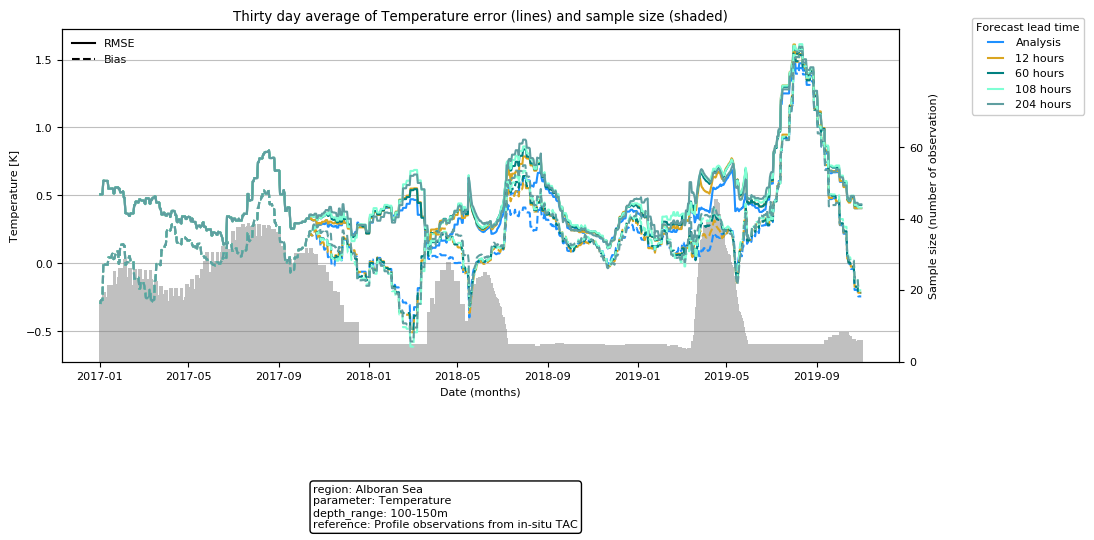 Thirty day average of Temperature error (lines) and sample size (shaded)
RMSE
Bias
Forecast lead time
Analysis
12 hours
60 hours
108 hours
204 hours
Temperature [K]
1.5
1.0
0.5
0.0
−0.5
Sample size (number of observation)
60
40
20
0
2017-01 2017-05 2017-09 2018-01 2018-05 2018-09 2019-01 2019-05 2019-09
Date (months)
region: Alboran Sea
parameter: Temperature
depth_range: 100-150m
reference: Profile observations from in-situ TAC